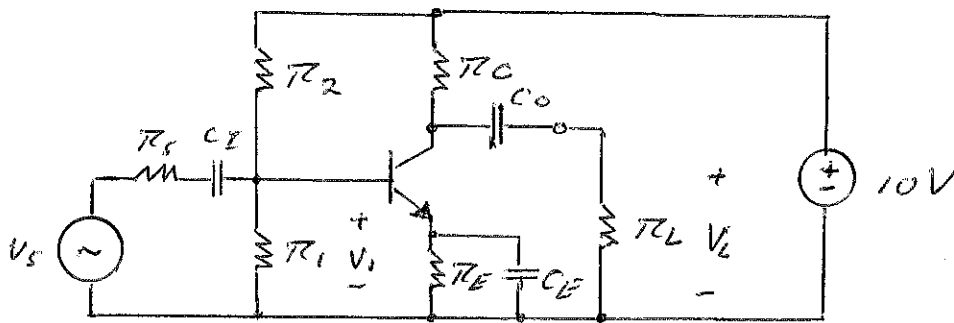 R2
RC
CO
RS
CI
+
10V
VS
R1
+
V1
-
RE
CE
RL
+
VL
-